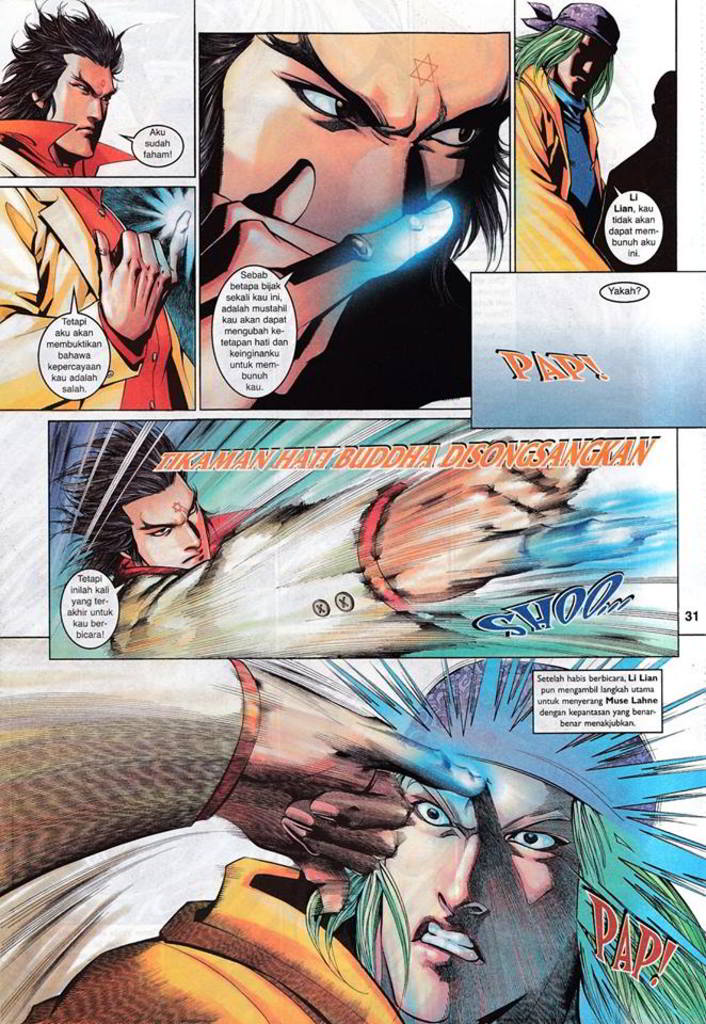 Aku
sudah
faham!
Tetapi
aku akan
membuktikan
bahawa
kepercayaan
kau adalah
salah.
Sebab
betapa bijak
sekali kau ini,
adalah mustahil
kau akan dapat
mengubah ke-
tetapan hati dan
keinginanku
untuk mem-
bunuh
kau.
Li
Lian, kau
tidak akan
dapat mem-
bunuh aku
ini.
Yakah?
PAP!
TIKAMAN HATI BUDDHA DISONGSANGKAN
Tetapi
inilah kali
yang ter-
akhir untuk
kau ber-
bicara!
SHOO...
31
Setelah habis berbicara, Li Lian
pun mengambil langkah utama
untuk menyerang Muse Lahne
dengan kepantasan yang benar-
benar menakjubkan.
PAP!